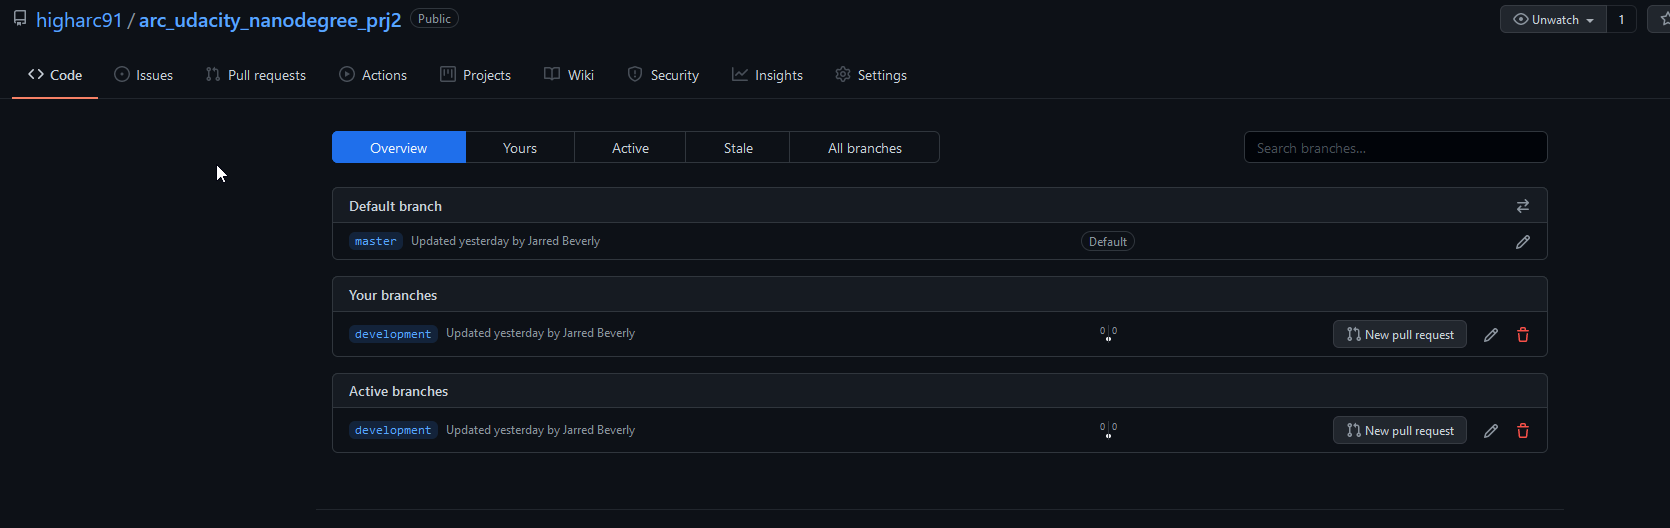 higharc91 / arc_udacity_nanodegree_prj2 Public
Unwatch 1
Code Issues Pull requests Actions Projects Wiki Security Insights Settings
Overview Yours Active Stale All branches
Search branches...
Default branch
master Updated yesterday by Jarred Beverly Default
Your branches
development Updated yesterday by Jarred Beverly 0 0 New pull request
Active branches
development Updated yesterday by Jarred Beverly 0 0 New pull request